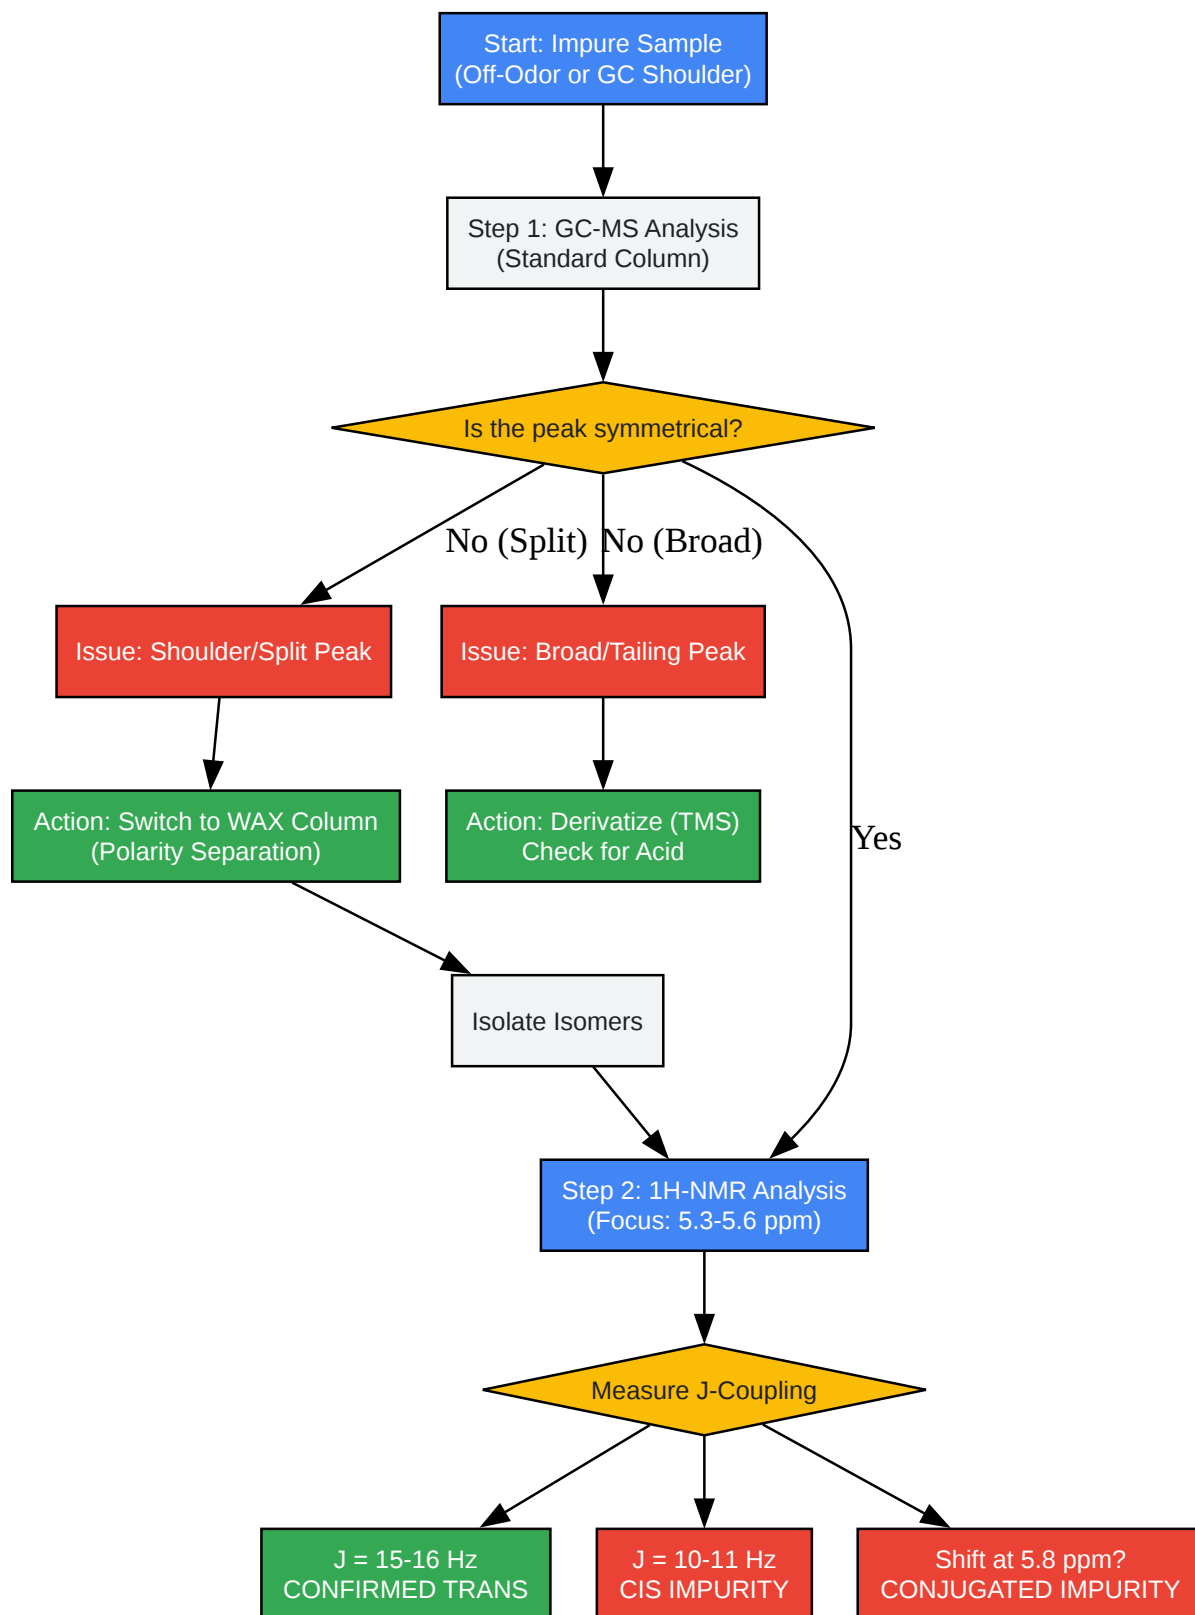 Start: Impure Sample
(Off-Odor or GC Shoulder)
Step 1: GC-MS Analysis
(Standard Column)
Is the peak symmetrical?
No (Split)
No (Broad)
Issue: Shoulder/Split Peak
Issue: Broad/Tailing Peak
Action: Switch to WAX Column
(Polarity Separation)
Action: Derivatize (TMS)
Check for Acid
Yes
Isolate Isomers
Step 2: 1H-NMR Analysis
(Focus: 5.3-5.6 ppm)
Measure J-Coupling
J = 15-16 Hz
CONFIRMED TRANS
J = 10-11 Hz
CIS IMPURITY
Shift at 5.8 ppm?
CONJUGATED IMPURITY